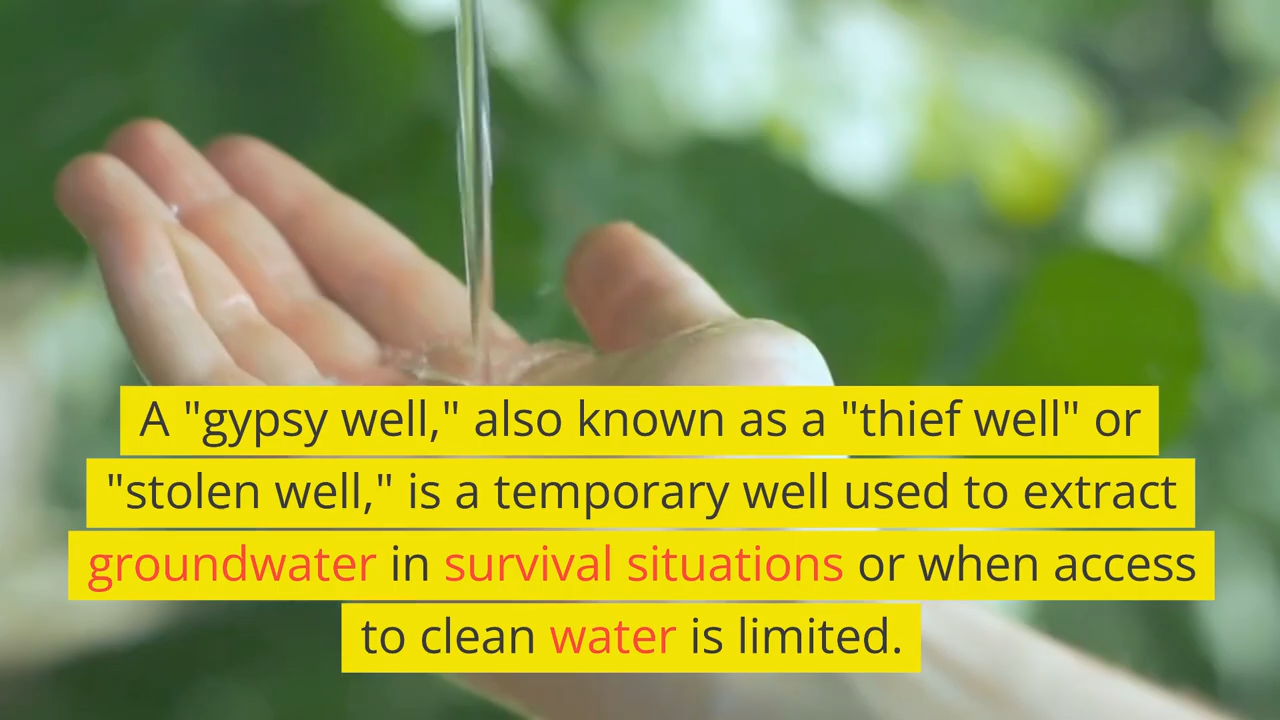 A "gypsy well," also known as a "thief well" or
"stolen well," is a temporary well used to extract
groundwater in survival situations or when access
to clean water is limited.